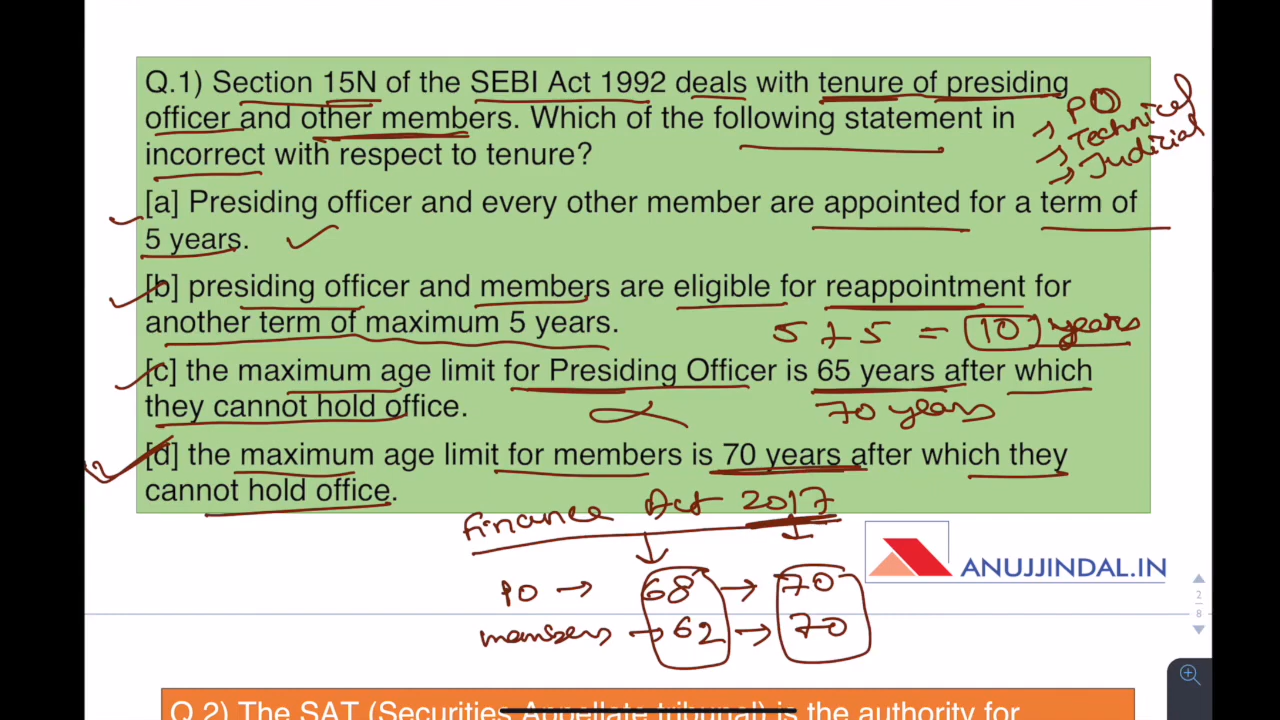 Q.1) Section 15N of the SEBI Act 1992 deals with tenure of presiding
officer and other members. Which of the following statement in
incorrect with respect to tenure?
PO
Technical
Judicial
[a] Presiding officer and every other member are appointed for a term of
5 years.
[b] presiding officer and members are eligible for reappointment for
another term of maximum 5 years.
5 + 5 = 10 years
[c] the maximum age limit for Presiding Officer is 65 years after which
they cannot hold office.
70 years
[d] the maximum age limit for members is 70 years after which they
cannot hold office.
Finance Act 2017
ANUJJINDAL.IN
PO → 68 → 70
members → 62 → 70
2
8
Q.2) The SAT (Securities Appellate tribunal) is the authority for